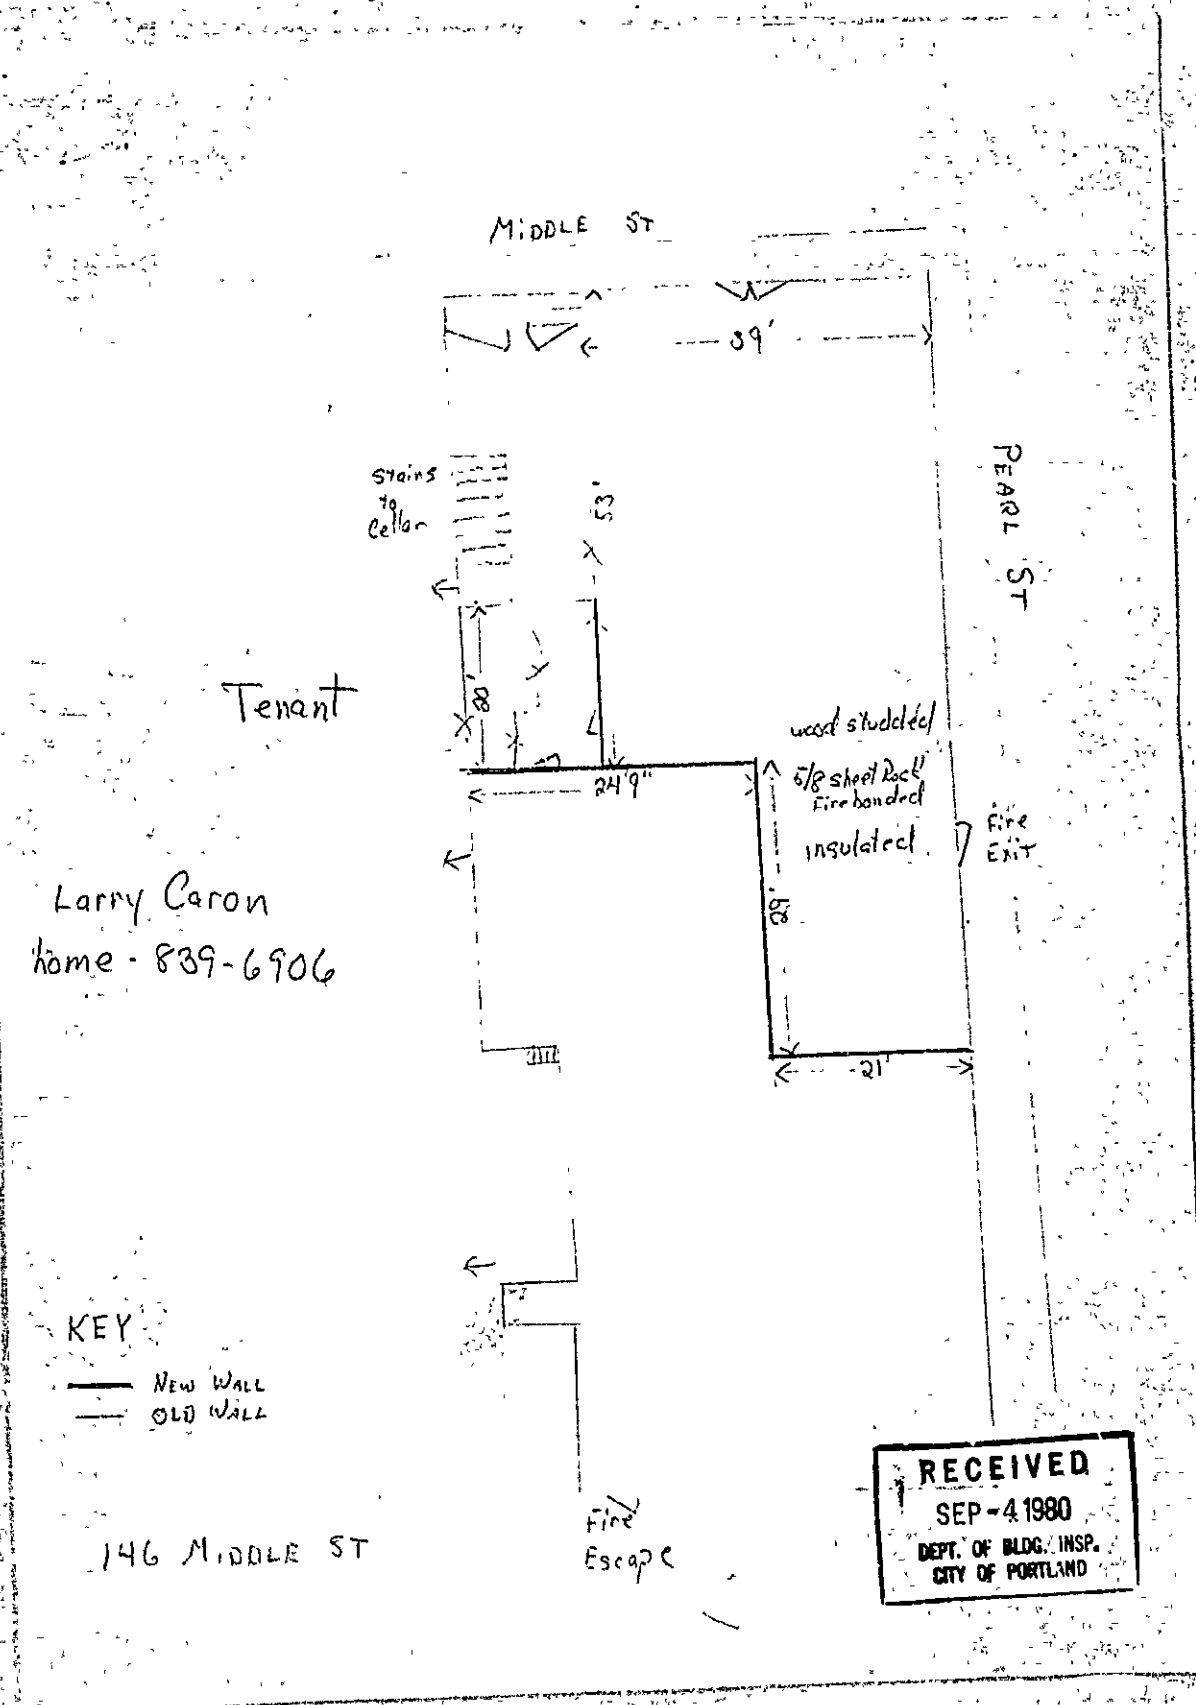 MIDDLE ST
39'
Stairs
to
Cellar
53'
PEARL ST
20'
Tenant
24'9"
wood studded
5/8 sheet Rock
Fire bonded
insulated
Fire
Exit
29'
Larry Caron
home - 839-6906
21'
KEY
NEW WALL
OLD WALL
146 MIDDLE ST
Fire
Escape
RECEIVED
SEP-4 1980
DEPT. OF BLDG. INSP.
CITY OF PORTLAND